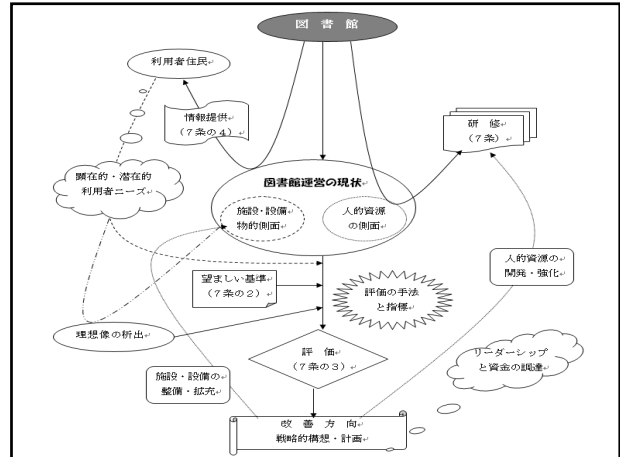 図 書 館
利用者住民
情報提供
(7条の4)
研 修
(7条)
顕在的・潜在的
利用者ニーズ
図書館運営の現状
施設・設備
物的側面
人的資源
の側面
望ましい基準
(7条の2)
評価の手法
と指標
人的資源の
開発・強化
理想像の析出
評 価
(7条の3)
リーダーシップ
と資金の調達
施設・設備の
整備・拡充
改 善 方 向
戦略的構想・計画